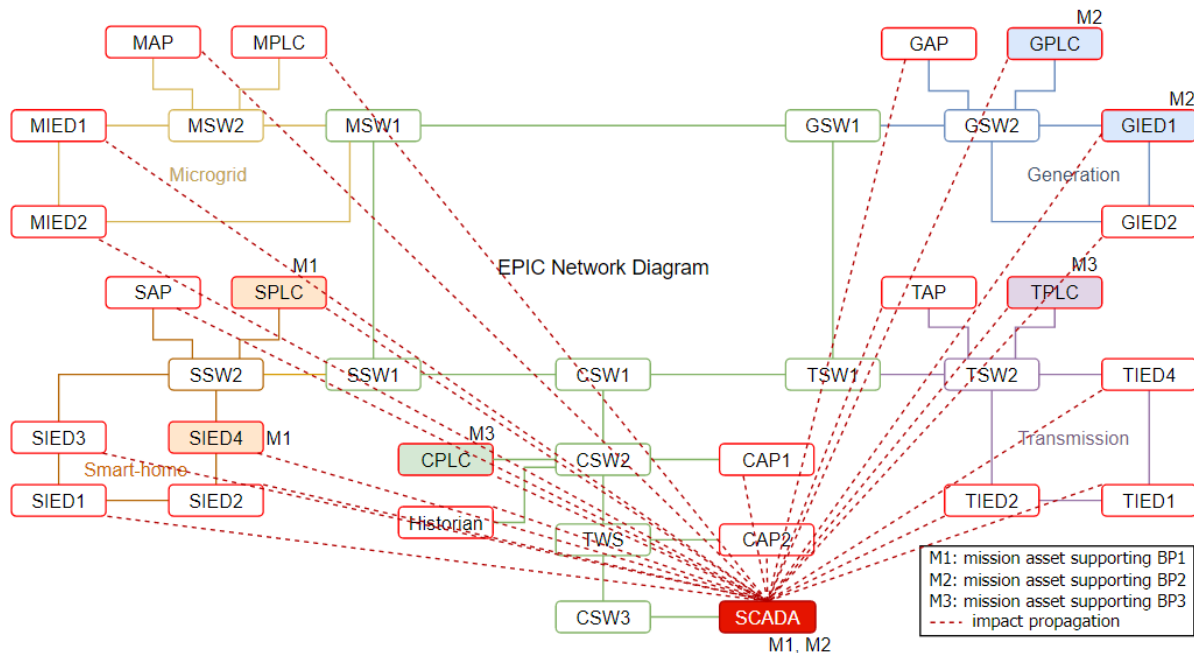 M2
MAP
MPLC
GAP
GPLC
M2
MIED1
MSW2
MSW1
GSW1
GSW2
GIED1
Microgrid
Generation
MIED2
GIED2
EPIC Network Diagram
M1
M3
SAP
SPLC
TAP
TPLC
SSW2
SSW1
CSW1
TSW1
TSW2
TIED4
SIED3
SIED4
M1
M3
Transmission
CPLC
CSW2
CAP1
Smart-home
SIED1
SIED2
TIED2
TIED1
Historian
TWS
CAP2
M1: mission asset supporting BP1
M2: mission asset supporting BP2
M3: mission asset supporting BP3
impact propagation
CSW3
SCADA
M1, M2